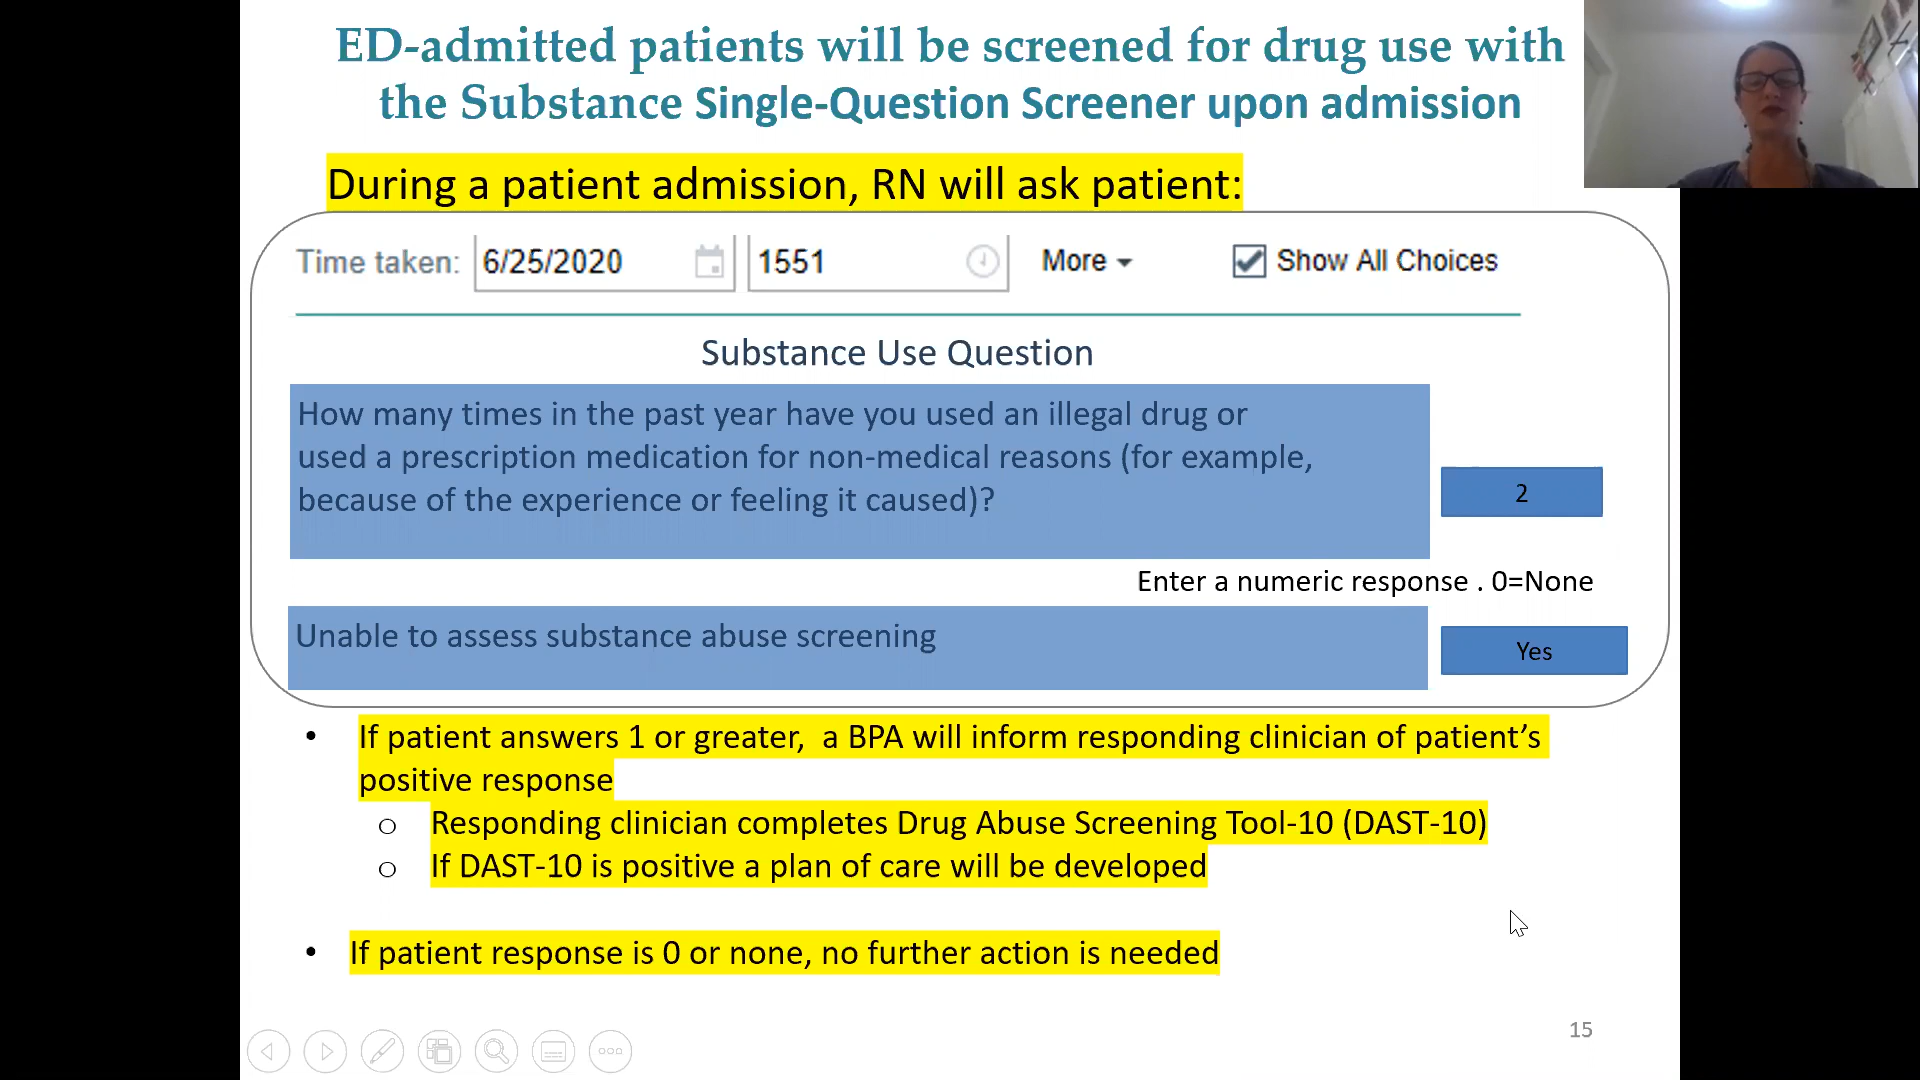 ED-admitted patients will be screened for drug use with
the Substance Single-Question Screener upon admission
During a patient admission, RN will ask patient:
Time taken: 6/25/2020 1551 More Show All Choices
Substance Use Question
How many times in the past year have you used an illegal drug or
used a prescription medication for non-medical reasons (for example,
because of the experience or feeling it caused)?
2
Enter a numeric response . 0=None
Unable to assess substance abuse screening
Yes
• If patient answers 1 or greater, a BPA will inform responding clinician of patient’s
positive response
o Responding clinician completes Drug Abuse Screening Tool-10 (DAST-10)
o If DAST-10 is positive a plan of care will be developed
• If patient response is 0 or none, no further action is needed
15